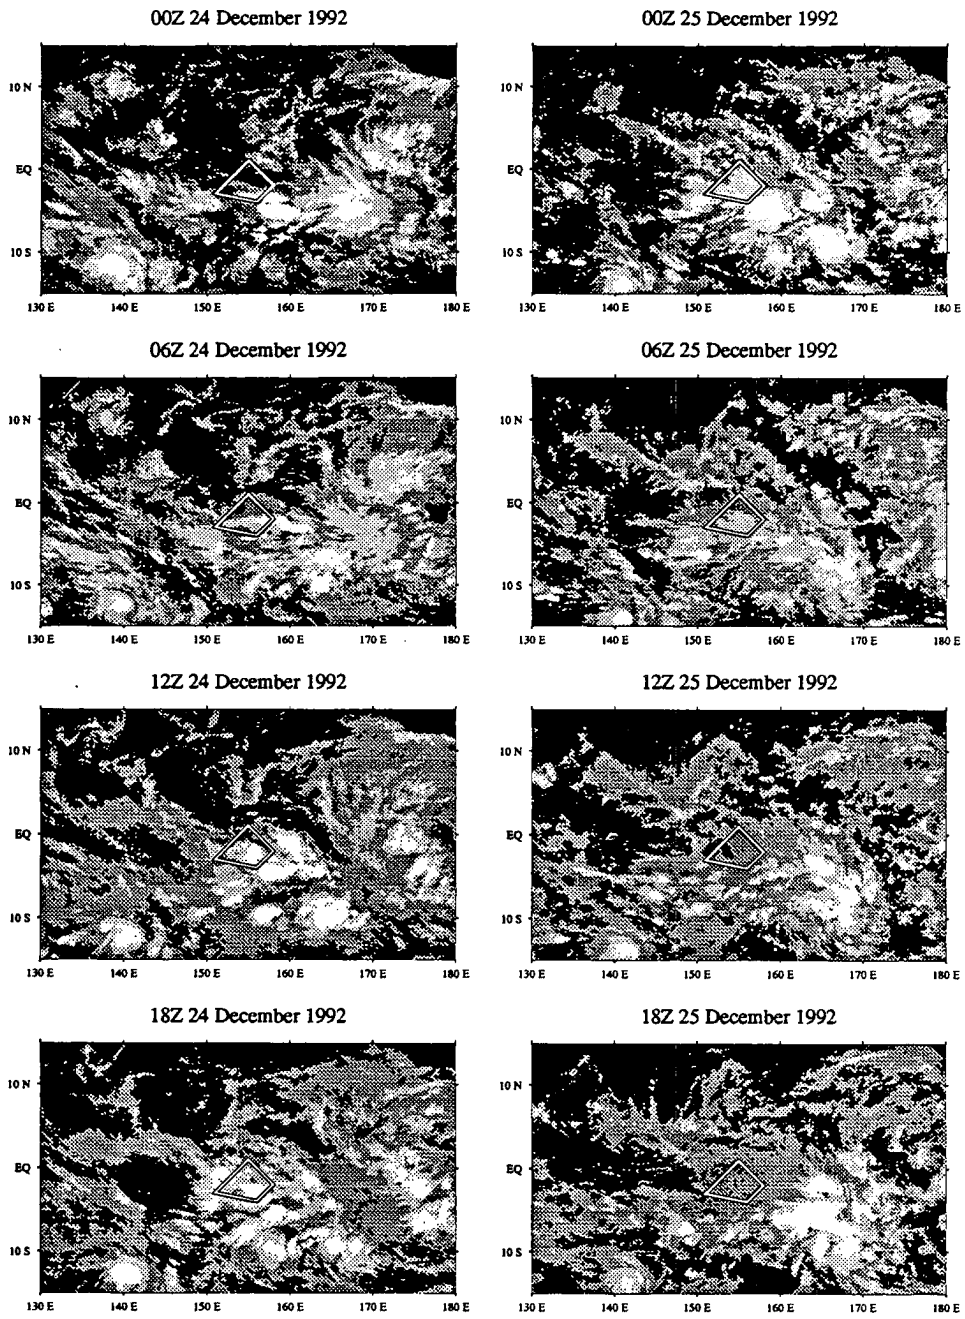 00Z 24 December 1992
00Z 25 December 1992
10 N
EQ
10 S
130 E 140 E 150 E 160 E 170 E 180 E
10 N
EQ
10 S
130 E 140 E 150 E 160 E 170 E 180 E
06Z 24 December 1992
06Z 25 December 1992
10 N
EQ
10 S
130 E 140 E 150 E 160 E 170 E 180 E
10 N
EQ
10 S
130 E 140 E 150 E 160 E 170 E 180 E
12Z 24 December 1992
12Z 25 December 1992
10 N
EQ
10 S
130 E 140 E 150 E 160 E 170 E 180 E
10 N
EQ
10 S
130 E 140 E 150 E 160 E 170 E 180 E
18Z 24 December 1992
18Z 25 December 1992
10 N
EQ
10 S
130 E 140 E 150 E 160 E 170 E 180 E
10 N
EQ
10 S
130 E 140 E 150 E 160 E 170 E 180 E